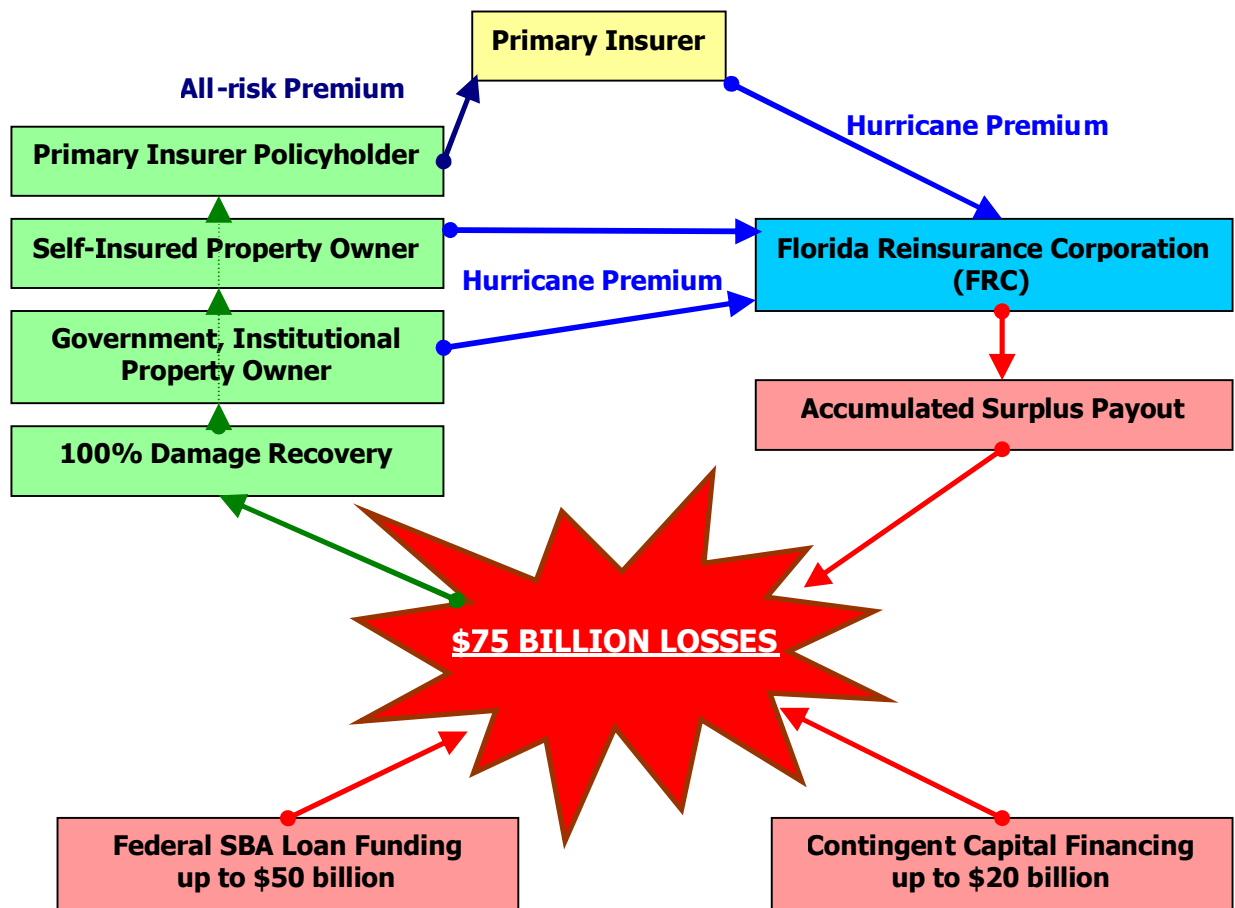 Primary Insurer
All-risk Premium
Hurricane Premium
Primary Insurer Policyholder
Self-Insured Property Owner
Florida Reinsurance Corporation
(FRC)
Hurricane Premium
Government, Institutional
Property Owner
Accumulated Surplus Payout
100% Damage Recovery
$75 BILLION LOSSES
Federal SBA Loan Funding
up to $50 billion
Contingent Capital Financing
up to $20 billion